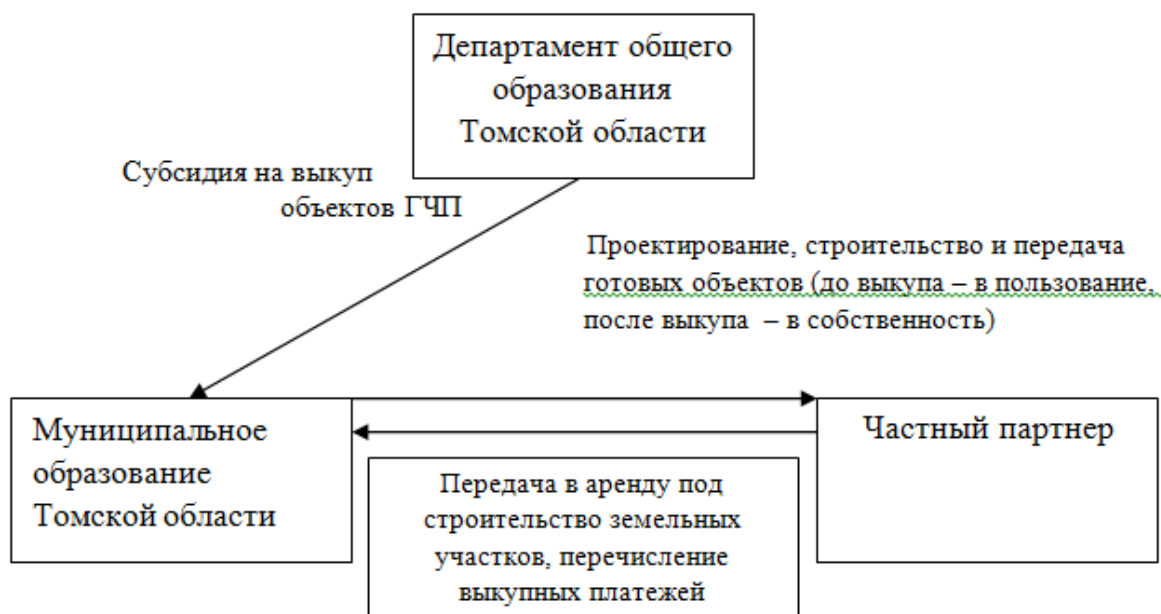 Департамент общего
образования
Томской области
Субсидия на выкуп
объектов ГЧП
Проектирование, строительство и передача
готовых объектов (до выкупа – в пользование,
после выкупа – в собственность)
Муниципальное
образование
Томской области
Частный партнер
Передача в аренду под
строительство земельных
участков, перечисление
выкупных платежей